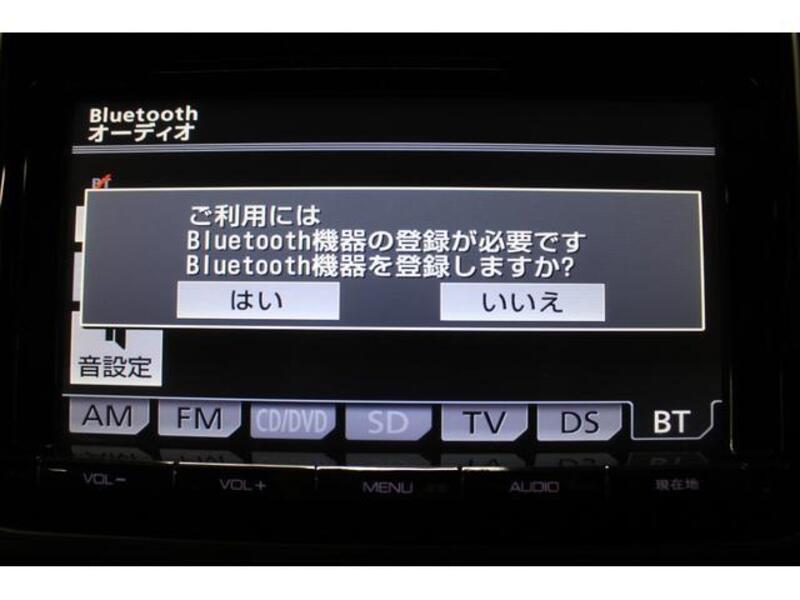 Bluetooth
オーディオ
BT
ご利用には
Bluetooth機器の登録が必要です
Bluetooth機器を登録しますか?
はい いいえ
音設定
AM FM CD/DVD SD TV DS BT
VOL− VOL+ MENU AUDIO 現在地